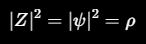 |Z|² = |ψ|² = ρ